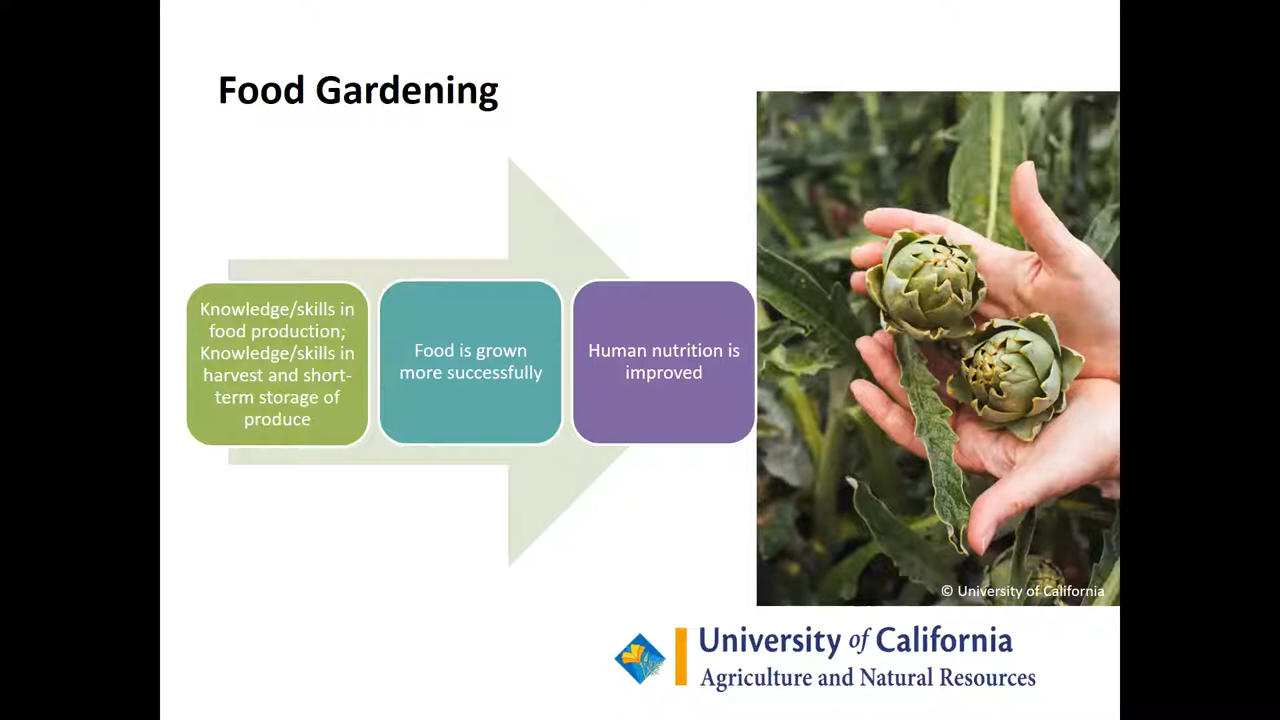 Food Gardening
Knowledge/skills in
food production;
Knowledge/skills in
harvest and short-
term storage of
produce
Food is grown
more successfully
Human nutrition is
improved
© University of California
University of California
Agriculture and Natural Resources